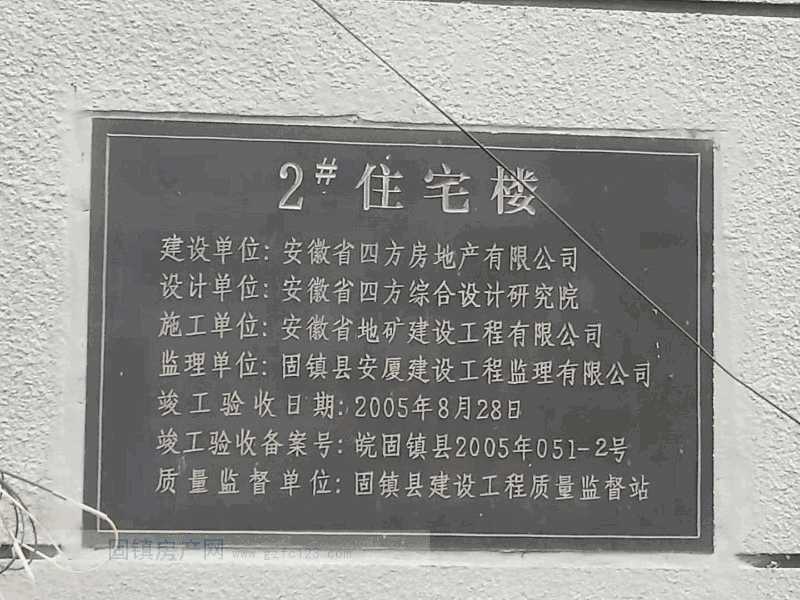 2#住宅楼
建设单位:安徽省四方房地产有限公司
设计单位:安徽省四方综合设计研究院
施工单位:安徽省地矿建设工程有限公司
监理单位:固镇县安厦建设工程监理有限公司
竣工验收日期:2005年8月28日
竣工验收备案号:皖固镇县2005年051-2号
质量监督单位:固镇县建设工程质量监督站
固镇房产网 www.gzfc123.com